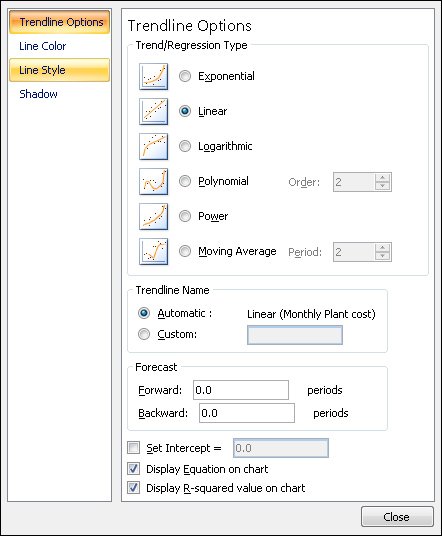 Trendline Options
Line Color
Line Style
Shadow
Trendline Options
Trend/Regression Type
Exponential
Linear
Logarithmic
Polynomial Order: 2
Power
Moving Average Period: 2
Trendline Name
Automatic : Linear (Monthly Plant cost)
Custom:
Forecast
Forward: 0.0 periods
Backward: 0.0 periods
Set Intercept = 0.0
Display Equation on chart
Display R-squared value on chart
Close